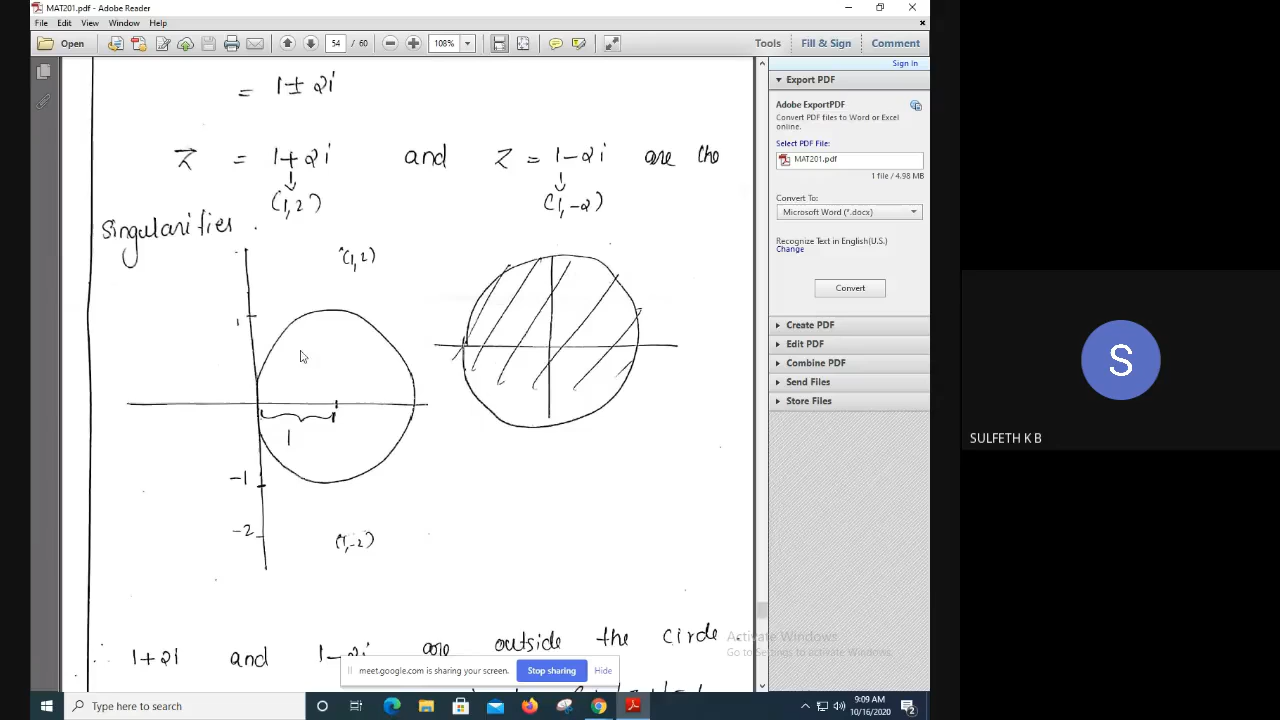 MAT201.pdf - Adobe Reader
File Edit View Window Help
Open 54 / 60 108% Tools Fill & Sign Comment
Sign In
= 1 ± 2i
z = 1+2i and z = 1-2i are the
(1,2) (1,-2)
singularities.
(1,2)
1
1
-1
-2
(1,-2)
∴ 1+2i and 1-2i are outside the circle.
Export PDF
Adobe ExportPDF
Convert PDF files to Word or Excel
online.
Select PDF File:
MAT201.pdf
1 file / 4.98 MB
Convert To:
Microsoft Word (*.docx)
Recognize Text in English(U.S.)
Change
Convert
Create PDF
Edit PDF
Combine PDF
Send Files
Store Files
Activate Windows
Go to Settings to activate Windows.
meet.google.com is sharing your screen. Stop sharing Hide
Type here to search
9:09 AM
10/16/2020
2
S
SULFETH K B